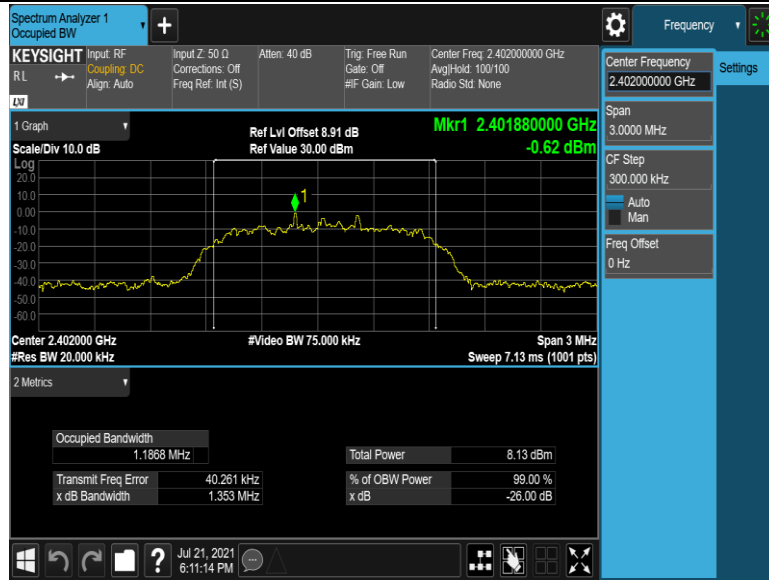 Spectrum Analyzer 1
Occupied BW
+
Frequency
KEYSIGHT
RL
LXI
Input: RF
Coupling: DC
Align: Auto
Input Z: 50 Ω
Corrections: Off
Freq Ref: Int (S)
Atten: 40 dB
Trig: Free Run
Gate: Off
#IF Gain: Low
Center Freq: 2.402000000 GHz
Avg|Hold: 100/100
Radio Std: None
Center Frequency
2.402000000 GHz
Settings
Span
3.0000 MHz
CF Step
300.000 kHz
Auto
Man
Freq Offset
0 Hz
1 Graph
Scale/Div 10.0 dB
Ref Lvl Offset 8.91 dB
Ref Value 30.00 dBm
Mkr1 2.401880000 GHz
-0.62 dBm
Log
20.0
10.0
0.00
-10.0
-20.0
-30.0
-40.0
-50.0
-60.0
1
Center 2.402000 GHz
#Res BW 20.000 kHz
#Video BW 75.000 kHz
Span 3 MHz
Sweep 7.13 ms (1001 pts)
2 Metrics
Occupied Bandwidth
1.1868 MHz
Total Power 8.13 dBm
Transmit Freq Error 40.261 kHz
% of OBW Power 99.00 %
x dB Bandwidth 1.353 MHz
x dB -26.00 dB
?
Jul 21, 2021
6:11:14 PM